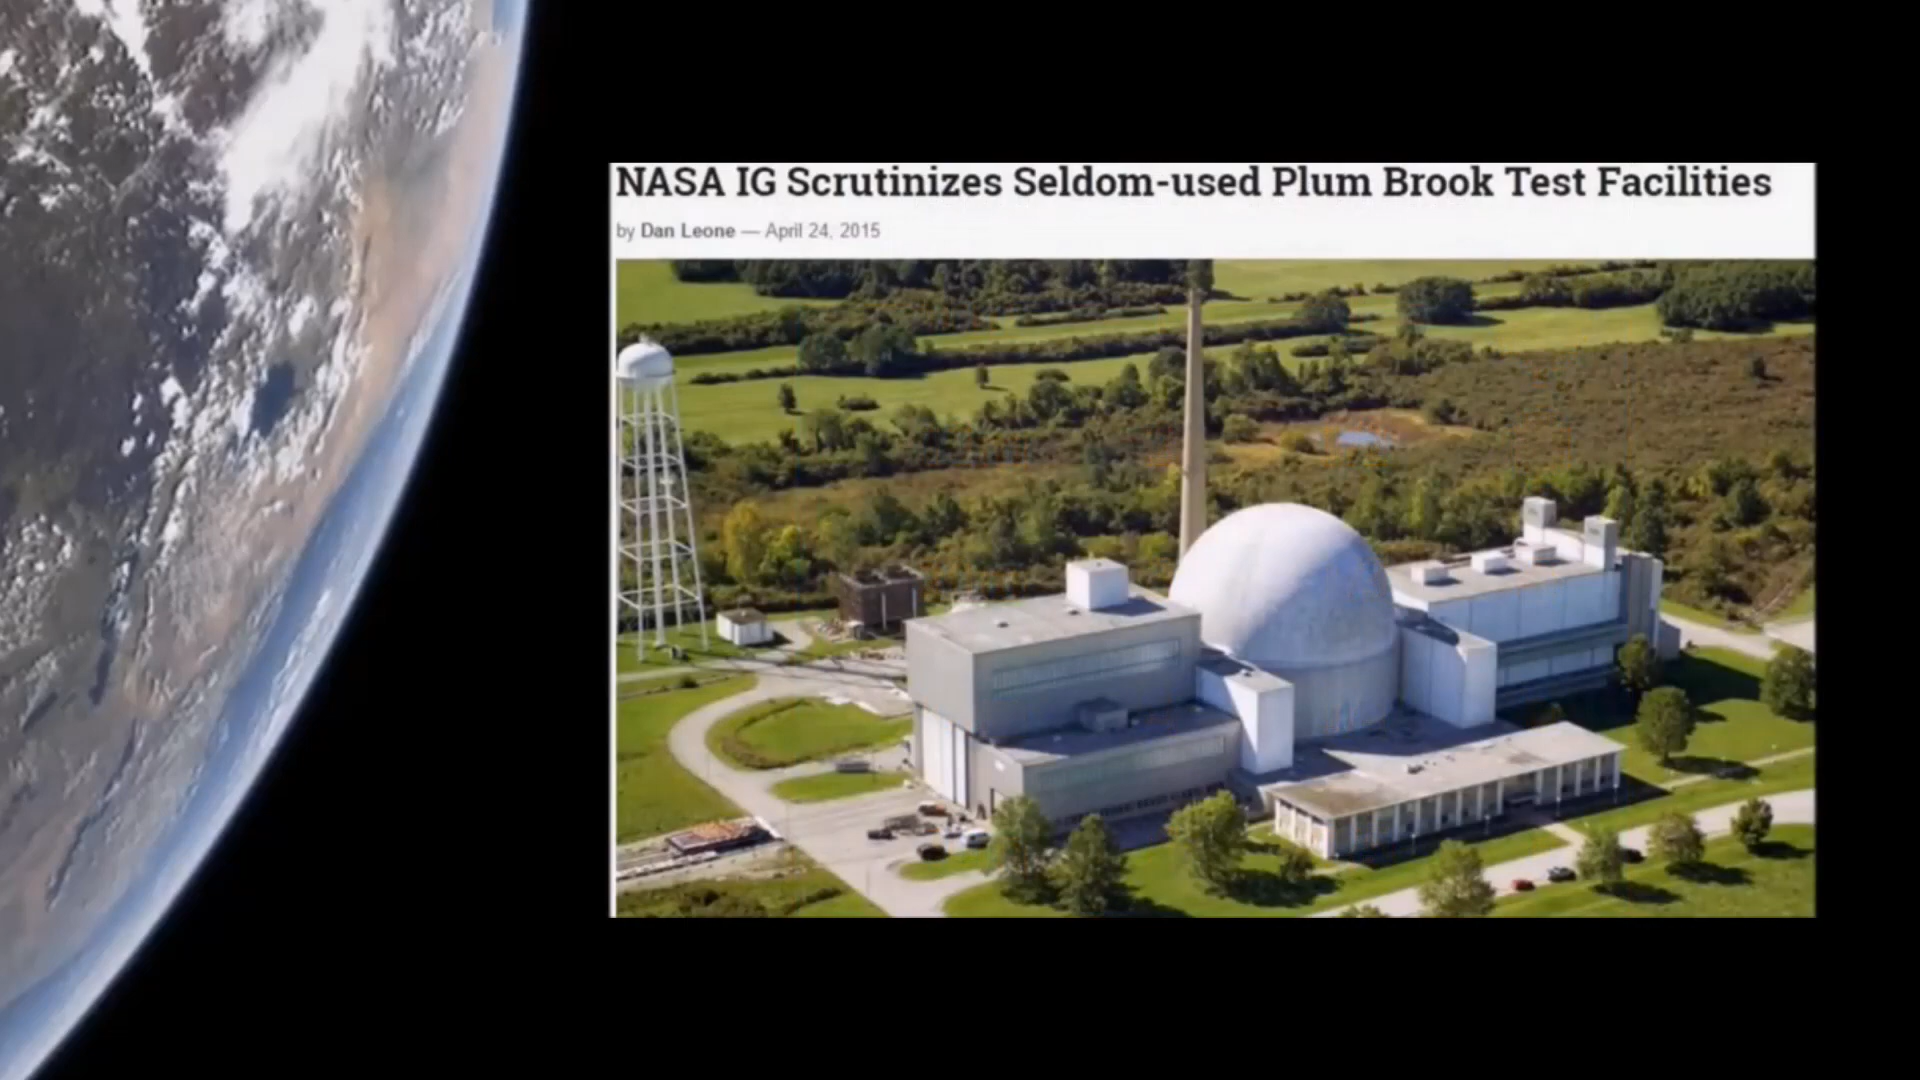 NASA IG Scrutinizes Seldom-used Plum Brook Test Facilities
by Dan Leone — April 24, 2015